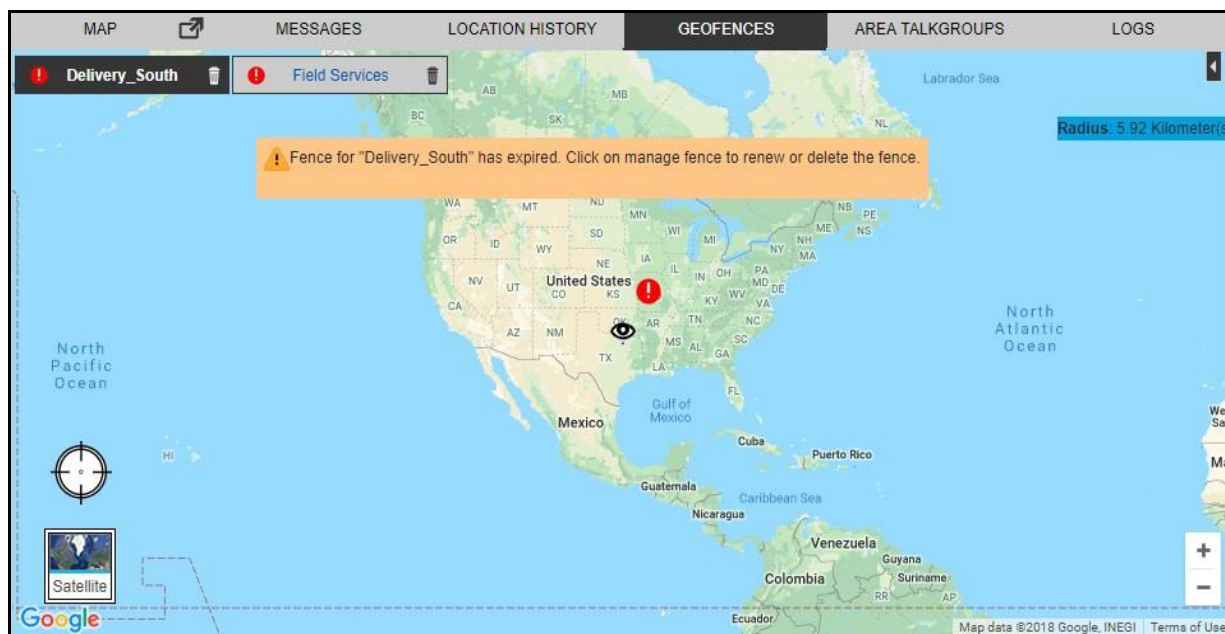 MAP MESSAGES LOCATION HISTORY GEOFENCES AREA TALKGROUPS LOGS
Delivery_South Field Services
Labrador Sea
AB MB
BC SK NL
Radius: 5.92 Kilometer(s
Fence for "Delivery_South" has expired. Click on manage fence to renew or delete the fence.
WA MT ND MN NB PE
OR ID WY SD WI MI NY NH ME NS
MA
NV UT NE IA IL IN OH PA MD DE
United States
CA CO KS KY WV VA
AZ NM OK AR TN NC
MS AL SC
TX LA GA
FL
North
Pacific
Ocean
North
Atlantic
Ocean
Gulf of
Mexico
Mexico
Cuba
Puerto Rico
HI
Guatemala
Caribbean Sea
Nicaragua
We
Sa
Ma
Venezuela
Guyana
Colombia Suriname
RR AP
Ecuador
Satellite
+
−
Google
Map data ©2018 Google, INEGI Terms of Use